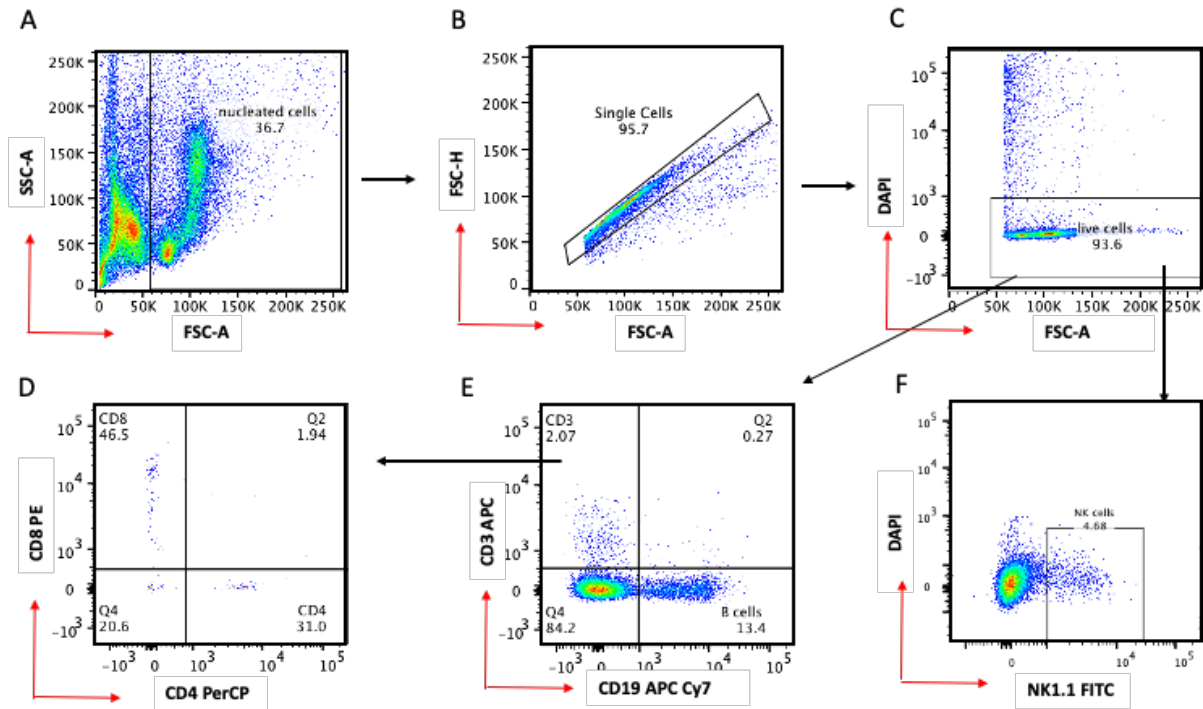 A
250K
200K
150K
100K
50K
0
nucleated cells
36.7
0 50K 100K 150K 200K 250K
SSC-A
FSC-A
B
250K
200K
150K
100K
50K
0
Single Cells
95.7
0 50K 100K 150K 200K 250K
FSC-H
FSC-A
C
10^5
10^4
10^3
0
-10^3
live cells
93.6
0 50K 100K 150K 200K 250K
DAPI
FSC-A
D
10^5
10^4
10^3
0
-10^3
CD8
46.5
Q2
1.94
Q4
20.6
CD4
31.0
-10^3 0 10^3 10^4 10^5
CD8 PE
CD4 PerCP
E
10^5
10^4
10^3
0
-10^3
CD3
2.07
Q2
0.27
Q4
84.2
B cells
13.4
-10^3 0 10^3 10^4 10^5
CD3 APC
CD19 APC Cy7
F
10^5
10^4
10^3
0
NK cells
4.68
0 10^4 10^5
DAPI
NK1.1 FITC